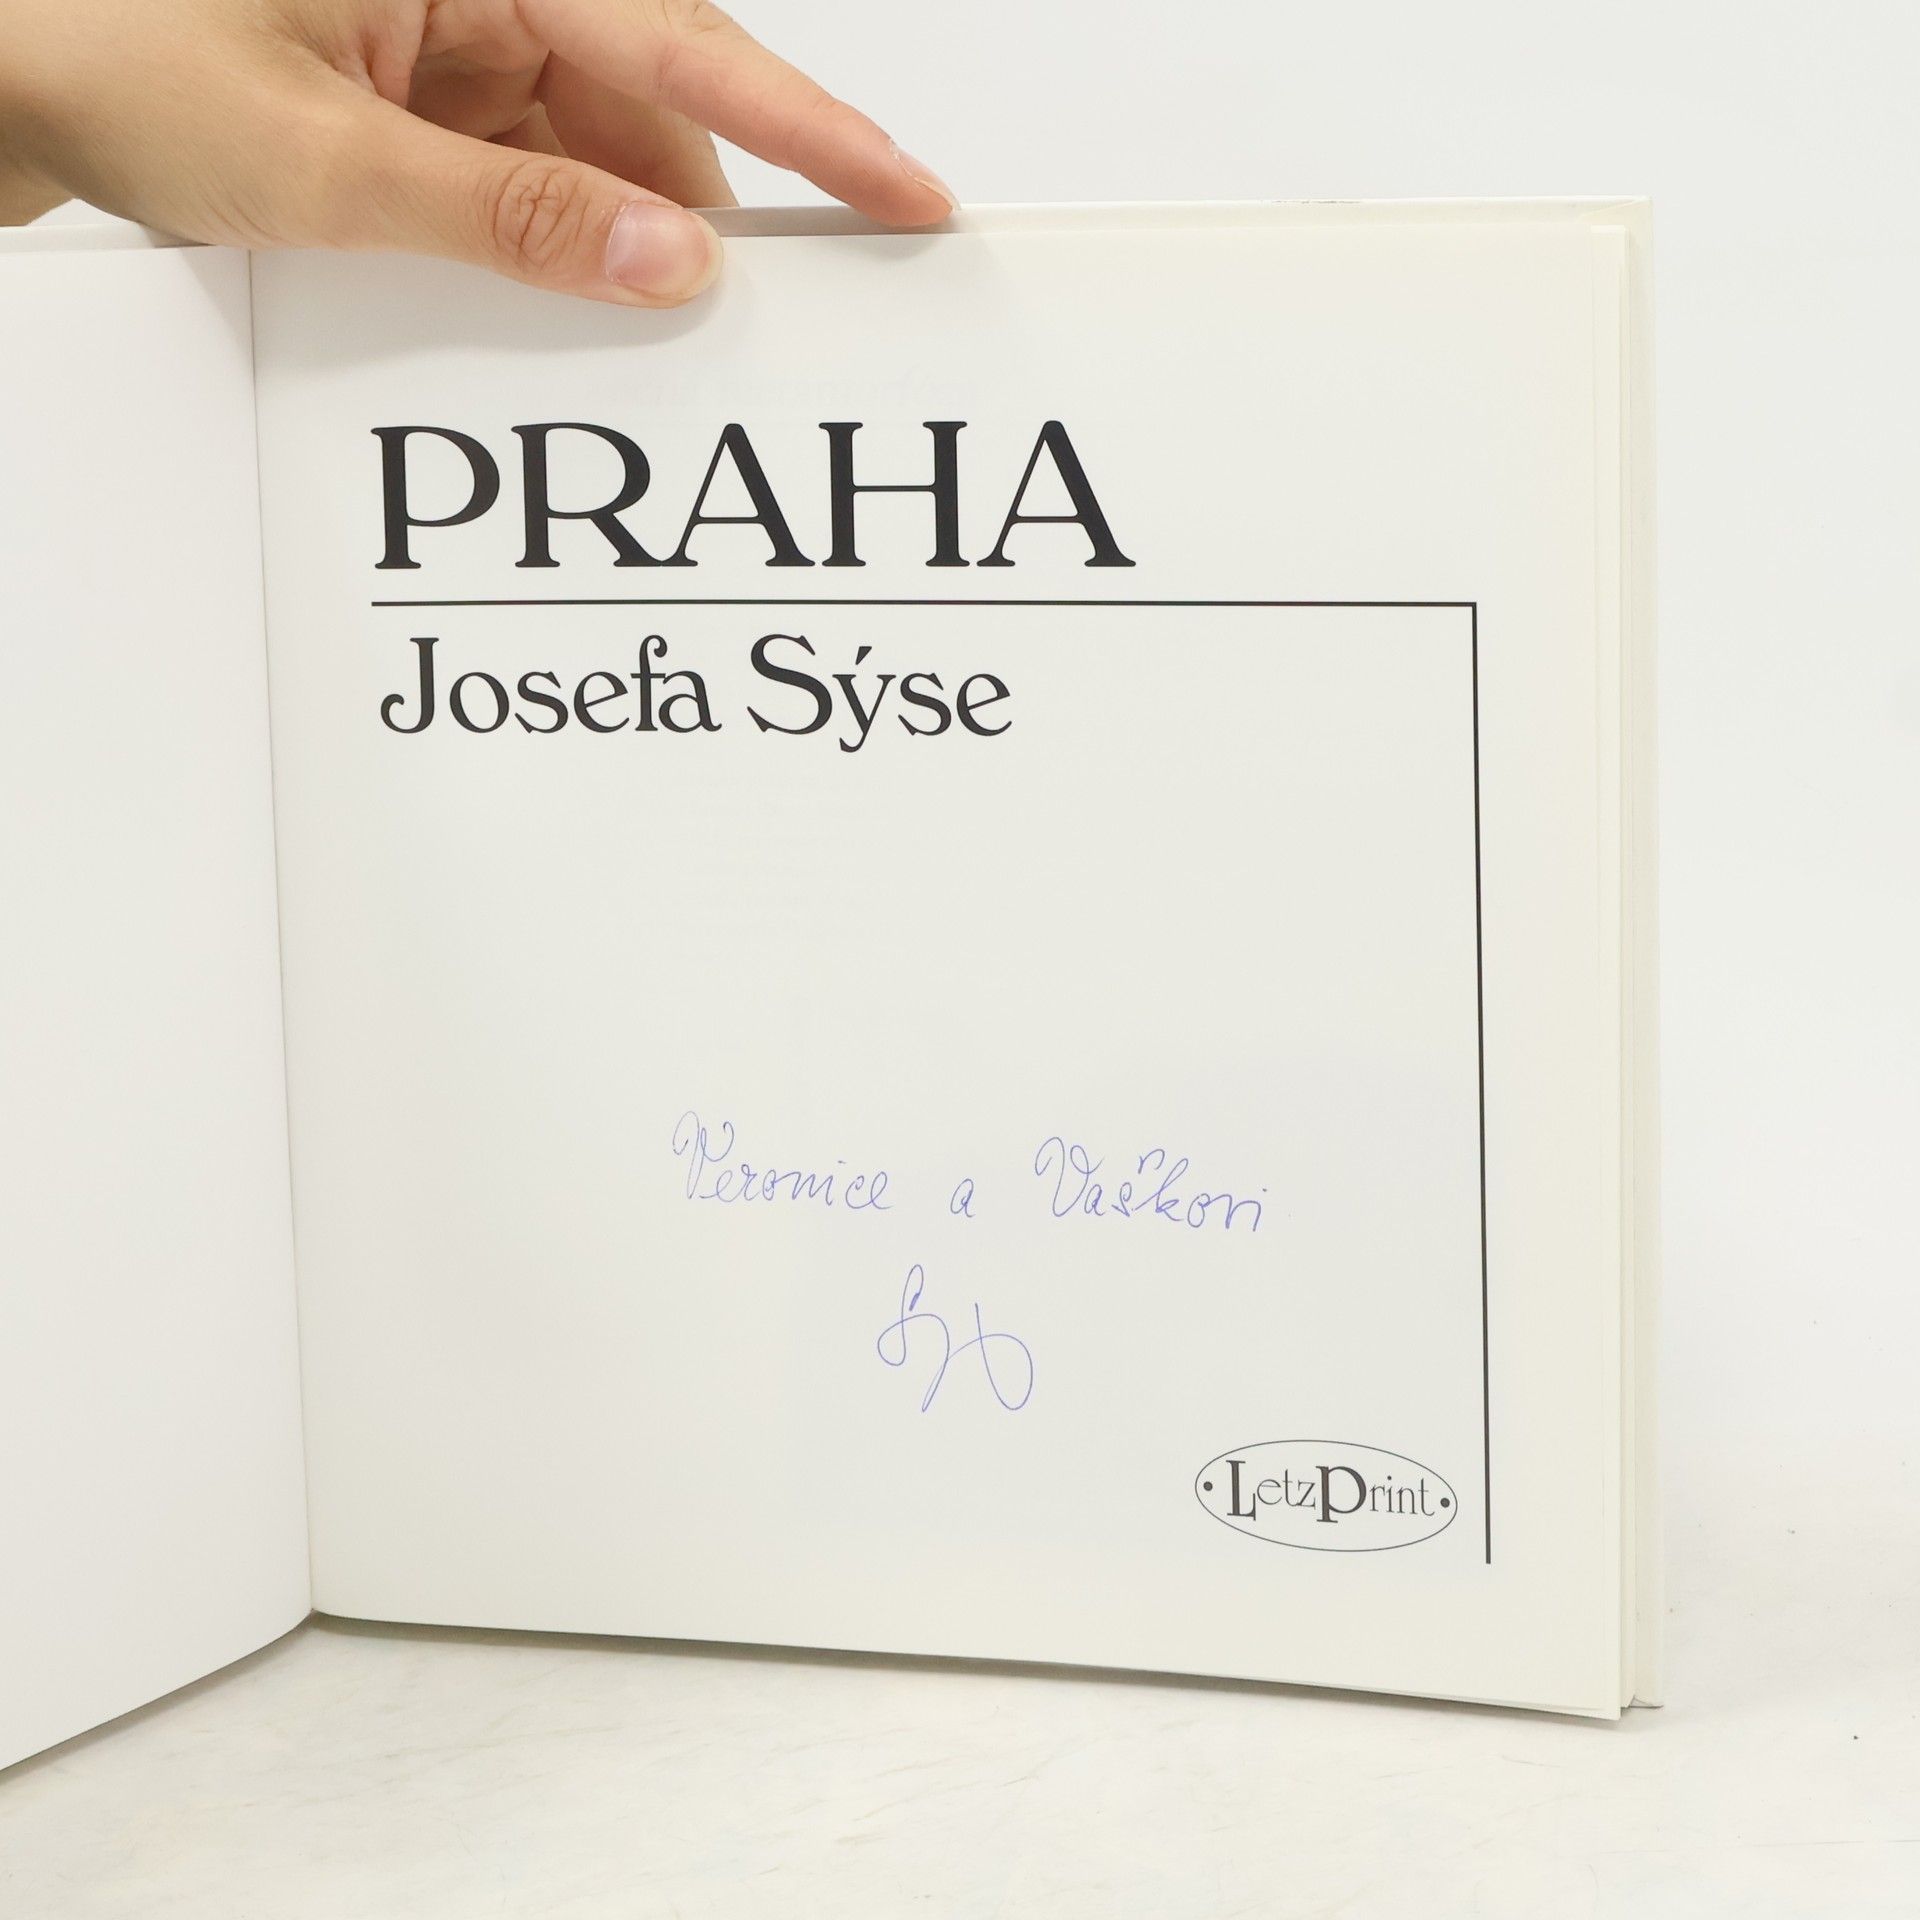 PRAHA
Josefa Sýse
Veronice a Vaškovi
LetzPrint